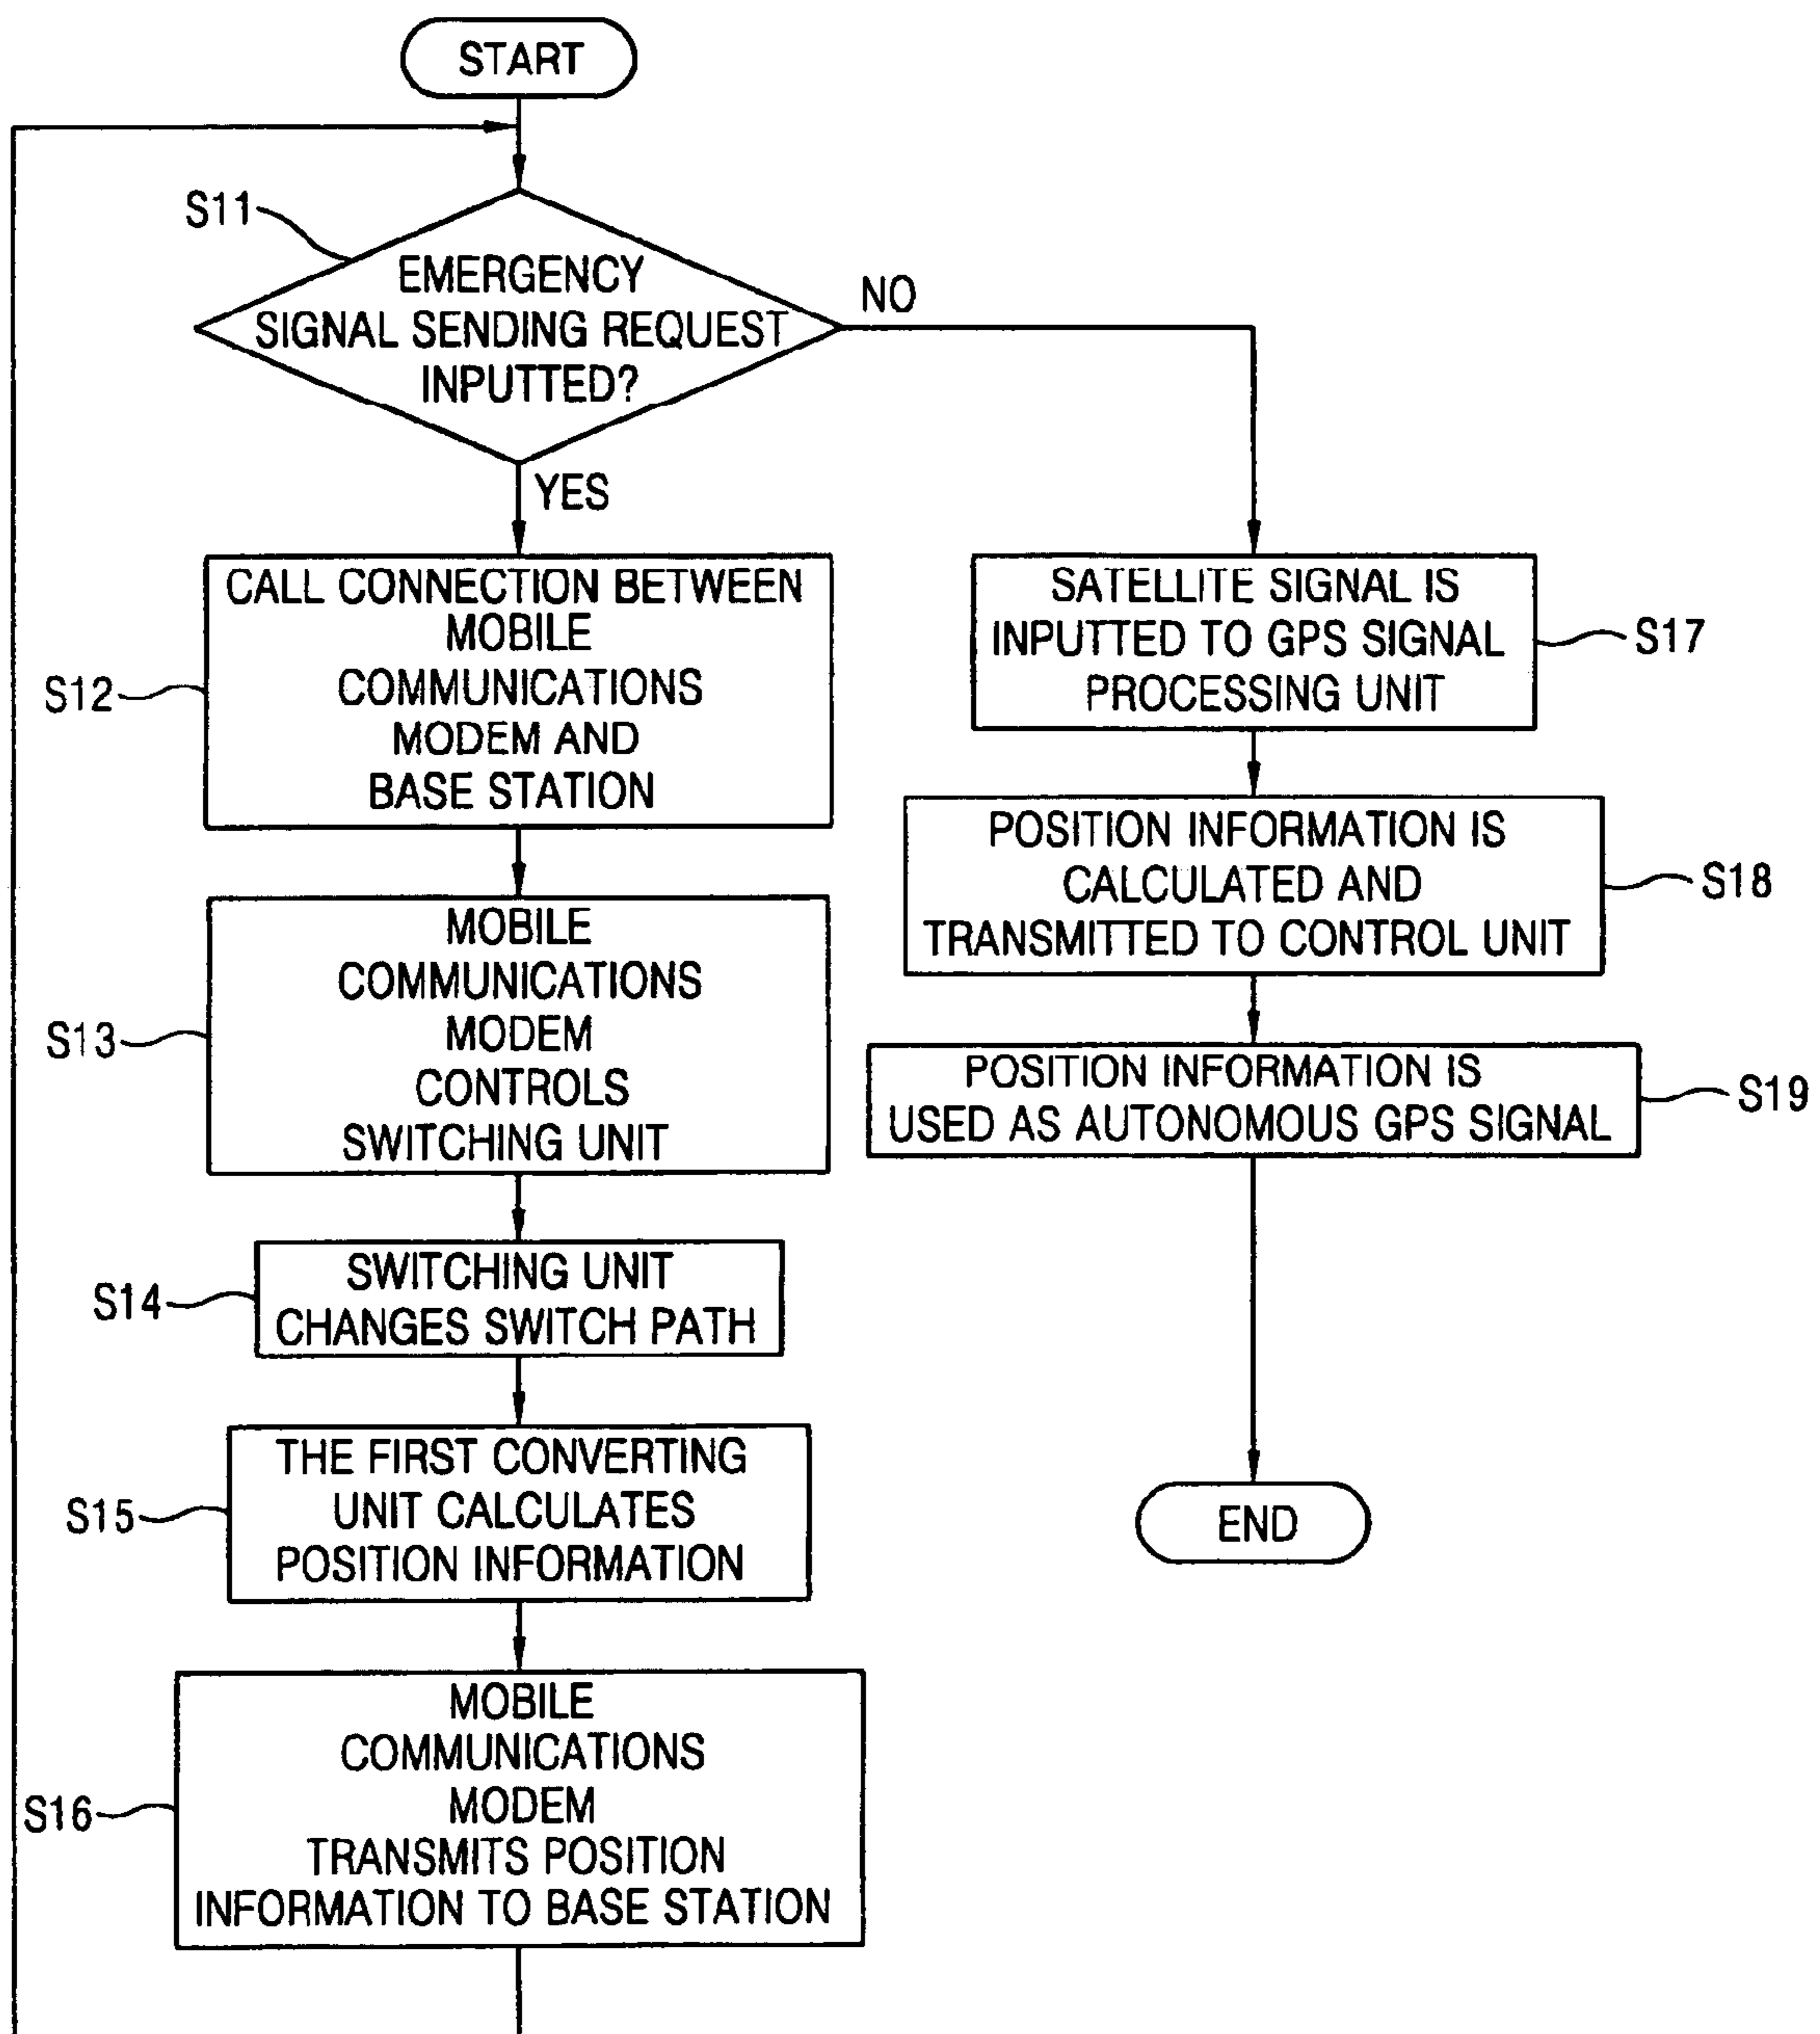 START
S11
EMERGENCY
SIGNAL SENDING REQUEST
INPUTTED?
NO
YES
S12
CALL CONNECTION BETWEEN
MOBILE
COMMUNICATIONS
MODEM AND
BASE STATION
S13
MOBILE
COMMUNICATIONS
MODEM
CONTROLS
SWITCHING UNIT
S14
SWITCHING UNIT
CHANGES SWITCH PATH
S15
THE FIRST CONVERTING
UNIT CALCULATES
POSITION INFORMATION
S16
MOBILE
COMMUNICATIONS
MODEM
TRANSMITS POSITION
INFORMATION TO BASE STATION
SATELLITE SIGNAL IS
INPUTTED TO GPS SIGNAL
PROCESSING UNIT
S17
POSITION INFORMATION IS
CALCULATED AND
TRANSMITTED TO CONTROL UNIT
S18
POSITION INFORMATION IS
USED AS AUTONOMOUS GPS SIGNAL
S19
END